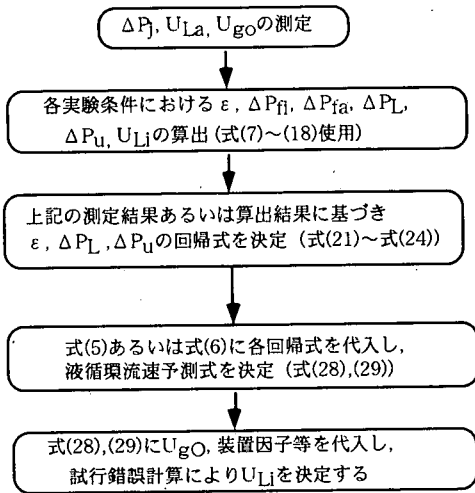 ΔPj, ULa, Ugoの測定
各実験条件における ε, ΔPfi, ΔPfa, ΔPL,
ΔPu, ULiの算出 (式(7)～(18)使用)
上記の測定結果あるいは算出結果に基づき
ε, ΔPL, ΔPuの回帰式を決定 (式(21)～式(24))
式(5)あるいは式(6)に各回帰式を代入し,
液循環流速予測式を決定 (式(28),(29))
式(28),(29)にUgO, 装置因子等を代入し,
試行錯誤計算によりULiを決定する